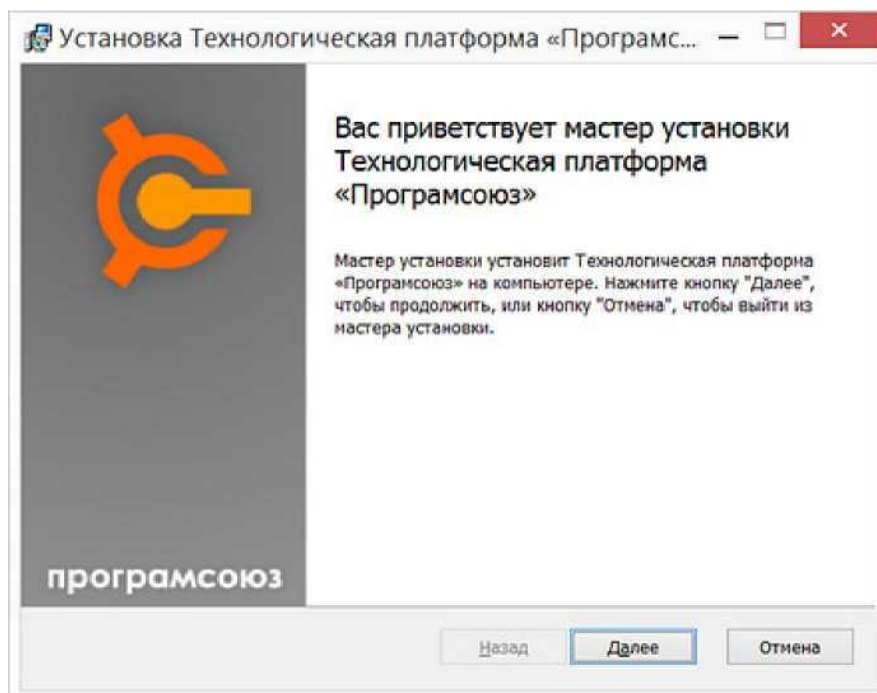 Установка Технологическая платформа «Програмс...
Вас приветствует мастер установки
Технологическая платформа
«Програмсоюз»
Мастер установки установит Технологическая платформа
«Програмсоюз» на компьютере. Нажмите кнопку "Далее",
чтобы продолжить, или кнопку "Отмена", чтобы выйти из
мастера установки.
програмсоюз
Назад
Далее
Отмена